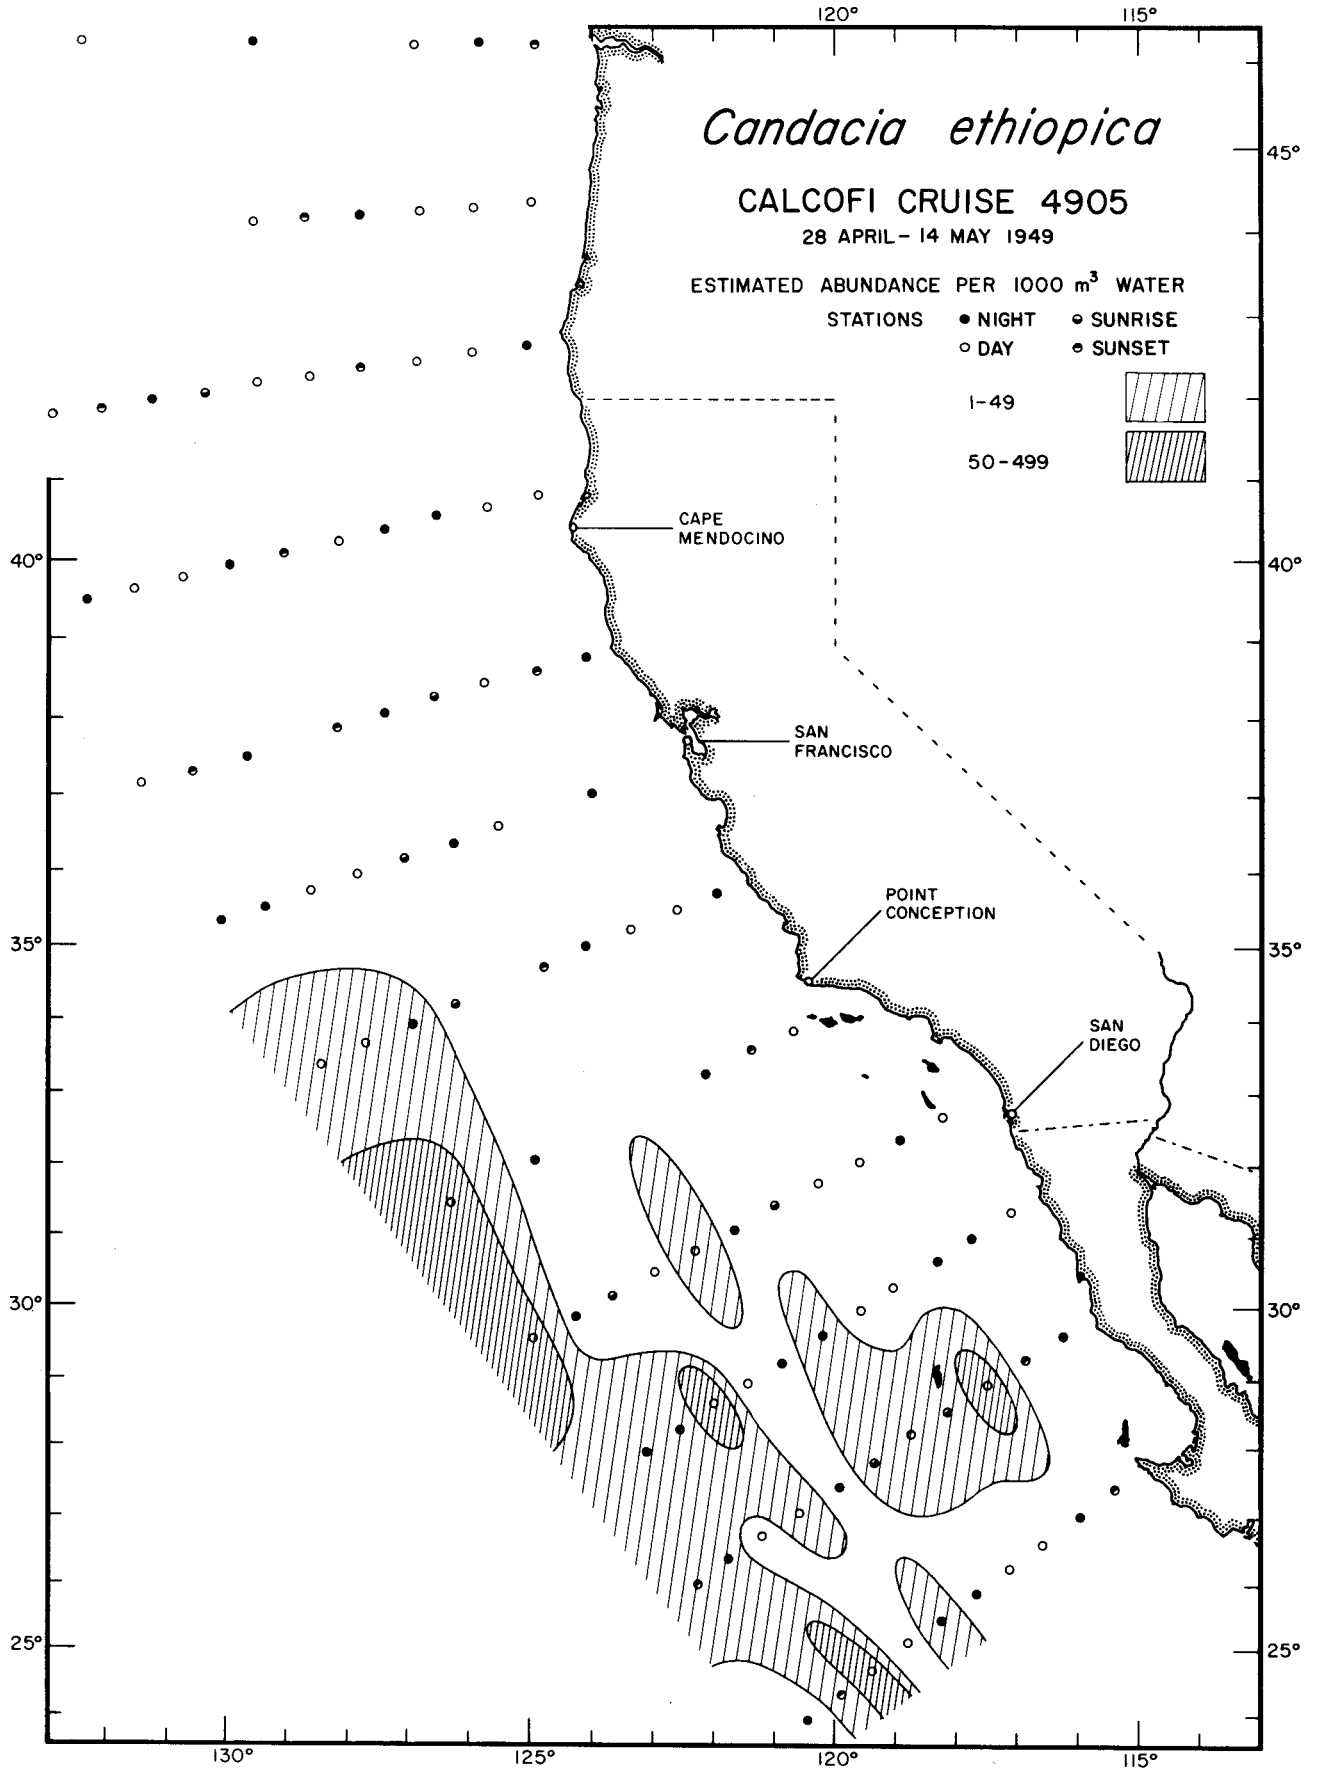 120° 115°
Candacia ethiopica
45°
CALCOFI CRUISE 4905
28 APRIL – 14 MAY 1949
ESTIMATED ABUNDANCE PER 1000 m³ WATER
STATIONS NIGHT SUNRISE
DAY SUNSET
1-49
50-499
CAPE
MENDOCINO
40° 40°
SAN
FRANCISCO
POINT
CONCEPTION
35° 35°
SAN
DIEGO
30° 30°
25° 25°
130° 125° 120° 115°